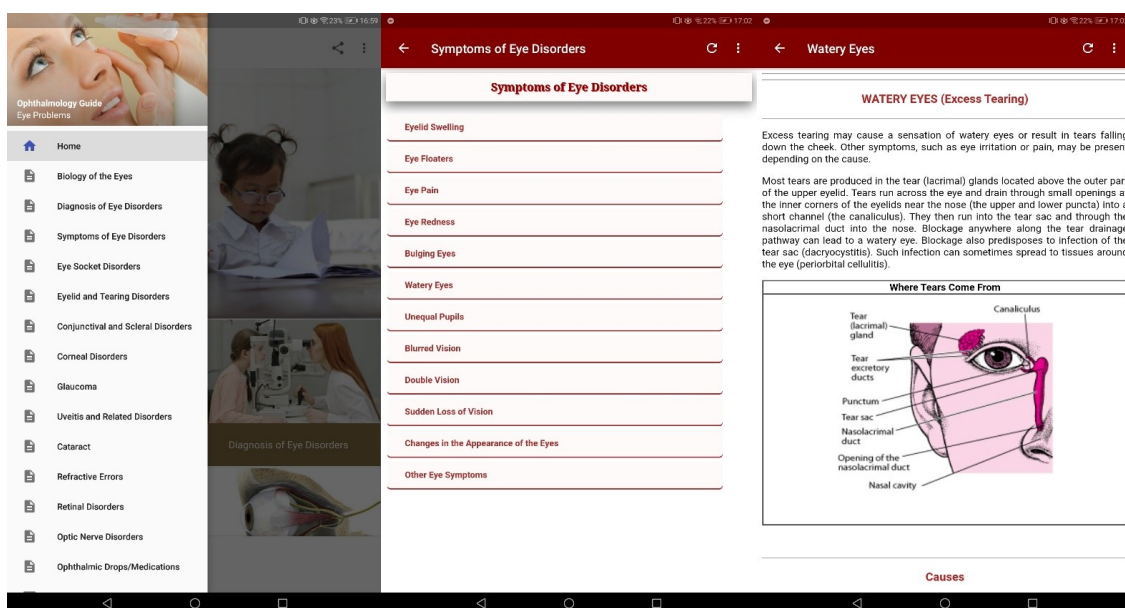 23% 16:59
Ophthalmology Guide
Eye Problems
Home
Biology of the Eyes
Diagnosis of Eye Disorders
Symptoms of Eye Disorders
Eye Socket Disorders
Eyelid and Tearing Disorders
Conjunctival and Scleral Disorders
Corneal Disorders
Glaucoma
Uveitis and Related Disorders
Cataract
Refractive Errors
Retinal Disorders
Optic Nerve Disorders
Ophthalmic Drops/Medications
Diagnosis of Eye Disorders
22% 17:02
Symptoms of Eye Disorders
Symptoms of Eye Disorders
Eyelid Swelling
Eye Floaters
Eye Pain
Eye Redness
Bulging Eyes
Watery Eyes
Unequal Pupils
Blurred Vision
Double Vision
Sudden Loss of Vision
Changes in the Appearance of the Eyes
Other Eye Symptoms
22% 17:0
Watery Eyes
WATERY EYES (Excess Tearing)
Excess tearing may cause a sensation of watery eyes or result in tears falling
down the cheek. Other symptoms, such as eye irritation or pain, may be presen
depending on the cause.
Most tears are produced in the tear (lacrimal) glands located above the outer par
of the upper eyelid. Tears run across the eye and drain through small openings a
the inner corners of the eyelids near the nose (the upper and lower puncta) into a
short channel (the canaliculus). They then run into the tear sac and through the
nasolacrimal duct into the nose. Blockage anywhere along the tear drainage
pathway can lead to a watery eye. Blockage also predisposes to infection of the
tear sac (dacryocystitis). Such infection can sometimes spread to tissues around
the eye (periorbital cellulitis).
Where Tears Come From
Canaliculus
Tear
(lacrimal)
gland
Tear
excretory
ducts
Punctum
Tear sac
Nasolacrimal
duct
Opening of the
nasolacrimal duct
Nasal cavity
Causes